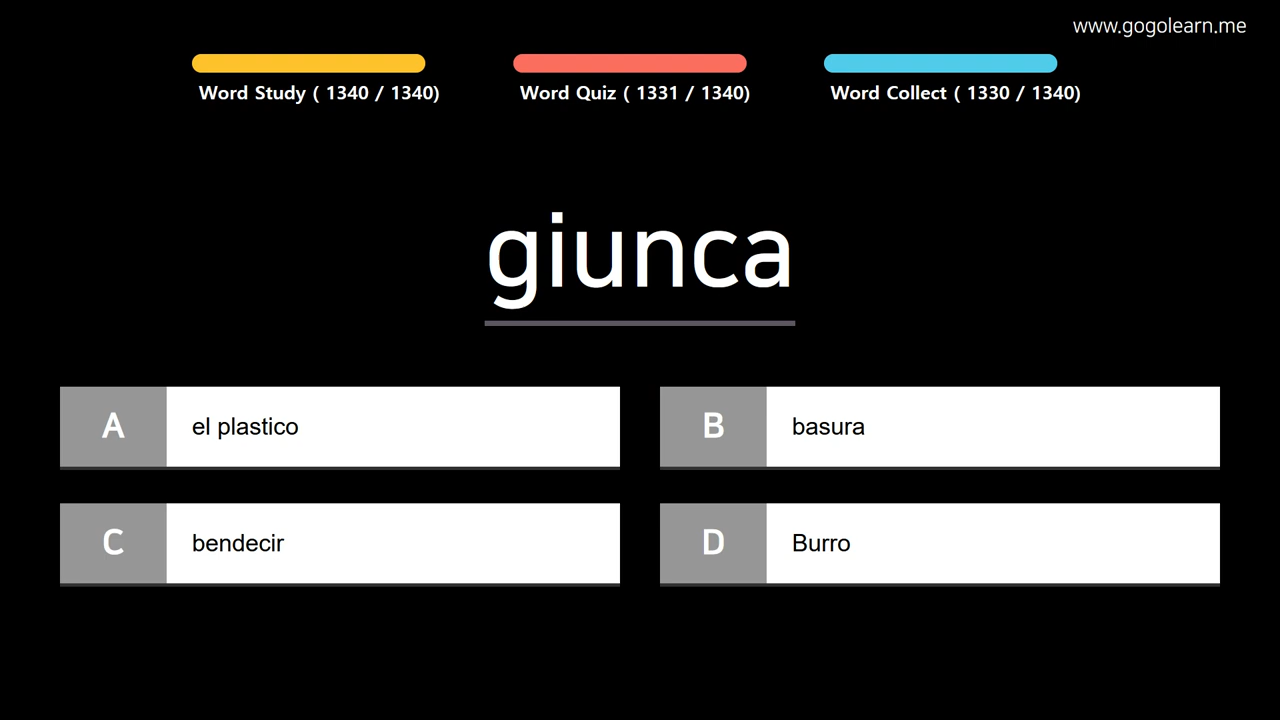 www.gogolearn.me
Word Study ( 1340 / 1340)
Word Quiz ( 1331 / 1340)
Word Collect ( 1330 / 1340)
giunca
A el plastico
B basura
C bendecir
D Burro